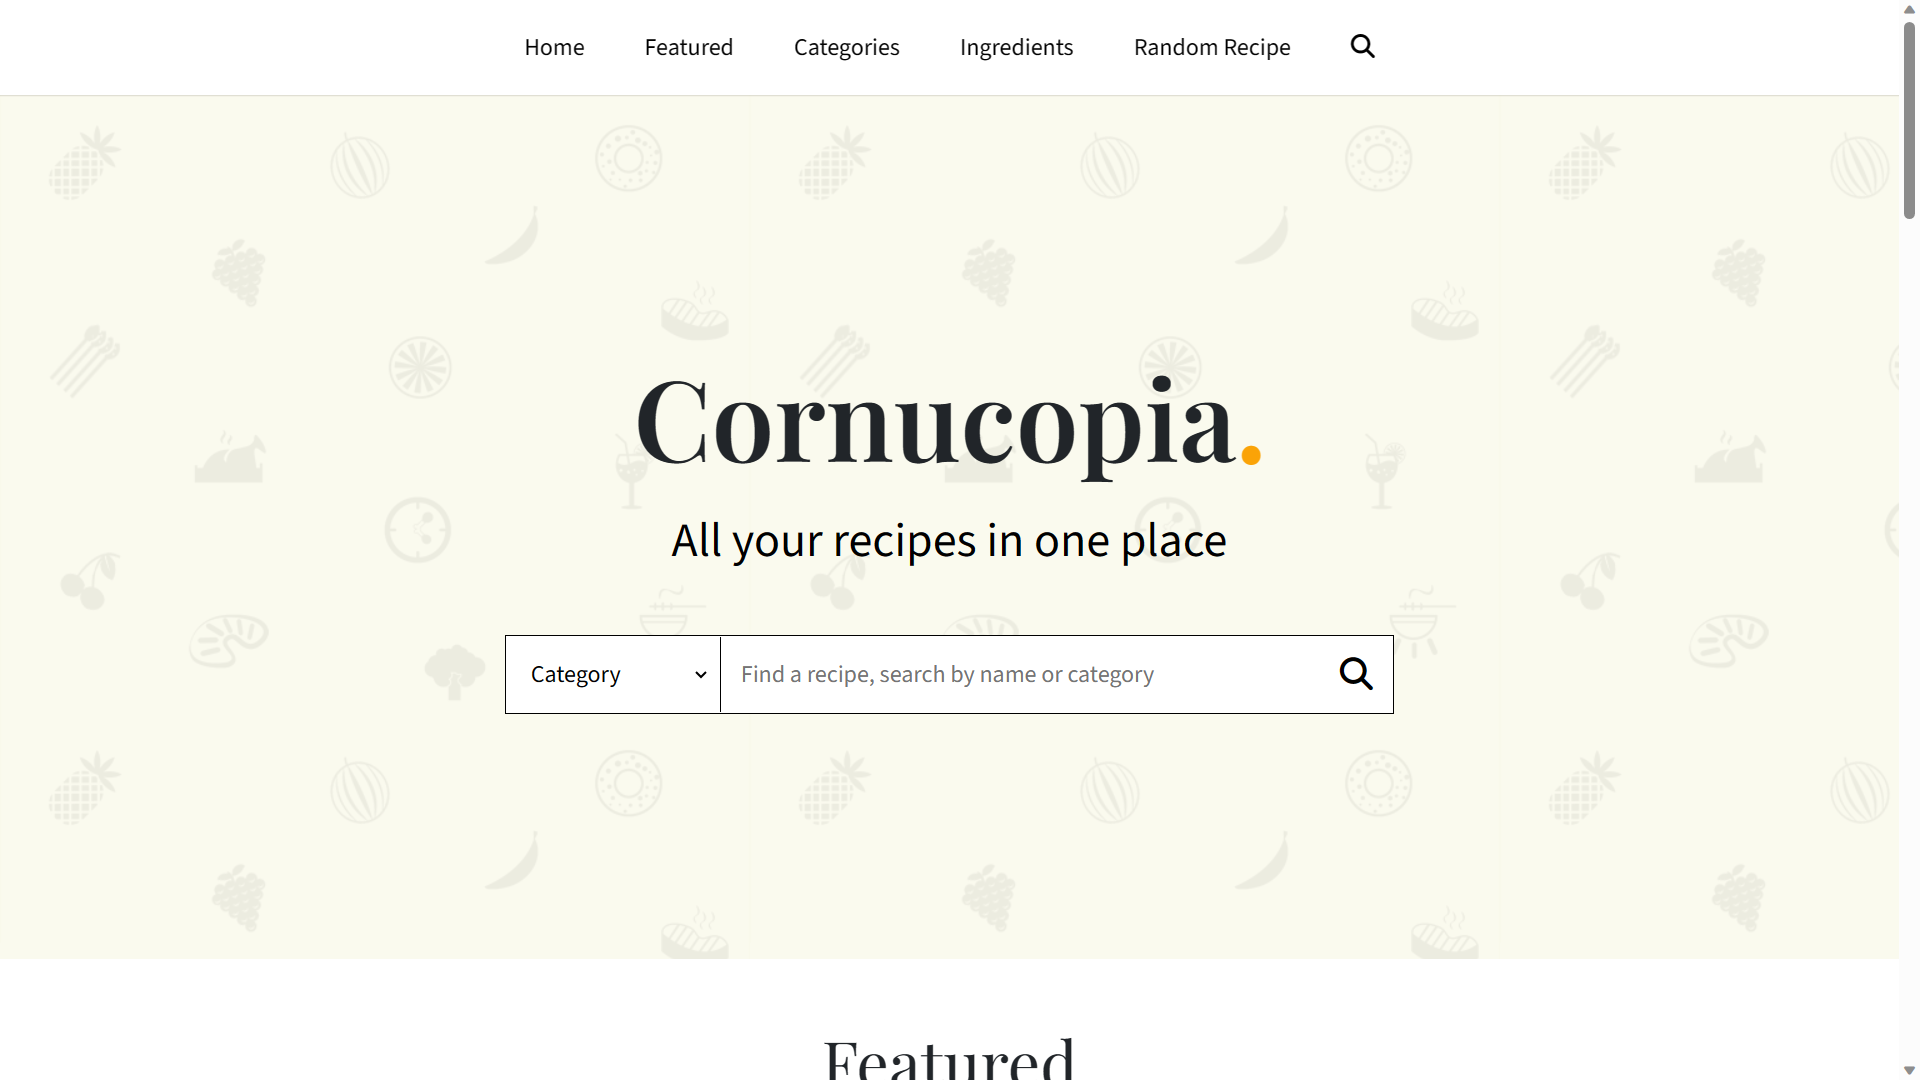 Home Featured Categories Ingredients Random Recipe
Cornucopia.
All your recipes in one place
Category Find a recipe, search by name or category
Featured